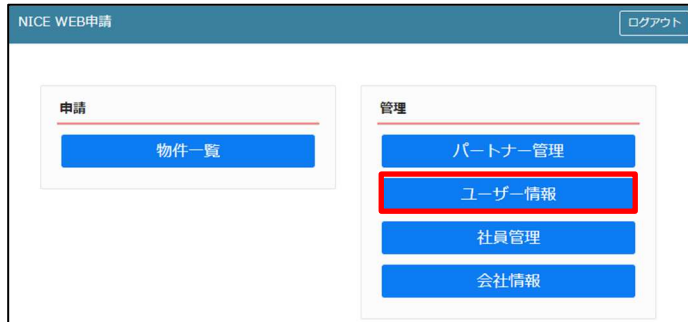 NICE WEB申請
ログアウト
申請
物件一覧
管理
パートナー管理
ユーザー情報
社員管理
会社情報